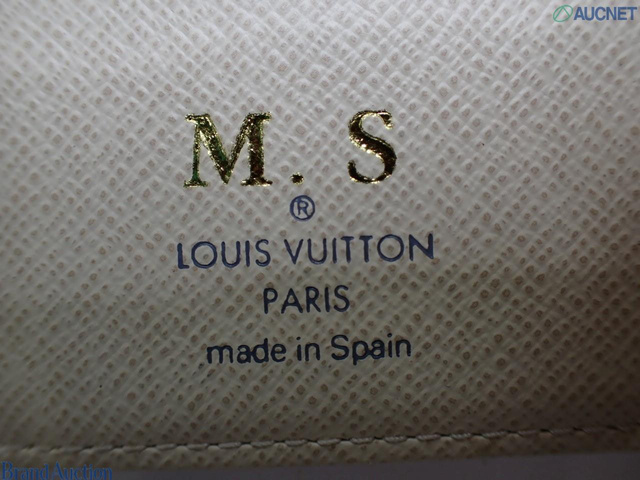 AUCNET
M. S
®
LOUIS VUITTON
PARIS
made in Spain
Brand Auction